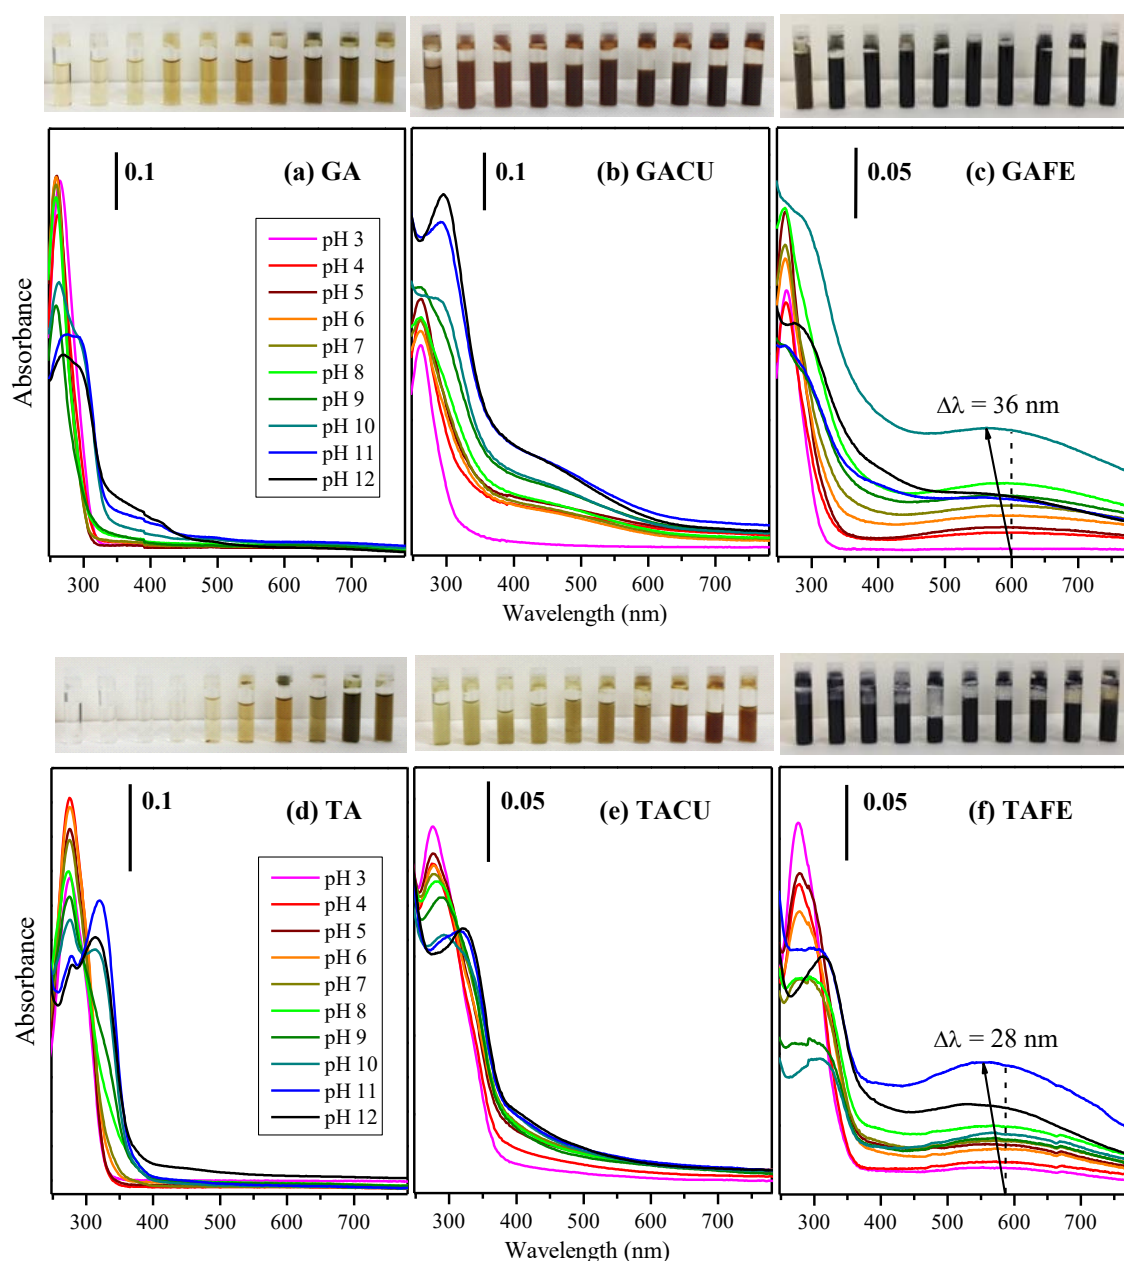 0.1
(a) GA
0.1
(b) GACU
0.05
(c) GAFE
Absorbance
pH 3
pH 4
pH 5
pH 6
pH 7
pH 8
pH 9
pH 10
pH 11
pH 12
Δλ = 36 nm
300 400 500 600 700
300 400 500 600 700
300 400 500 600 700
Wavelength (nm)
0.1
(d) TA
0.05
(e) TACU
0.05
(f) TAFE
Absorbance
pH 3
pH 4
pH 5
pH 6
pH 7
pH 8
pH 9
pH 10
pH 11
pH 12
Δλ = 28 nm
300 400 500 600 700
300 400 500 600 700
300 400 500 600 700
Wavelength (nm)